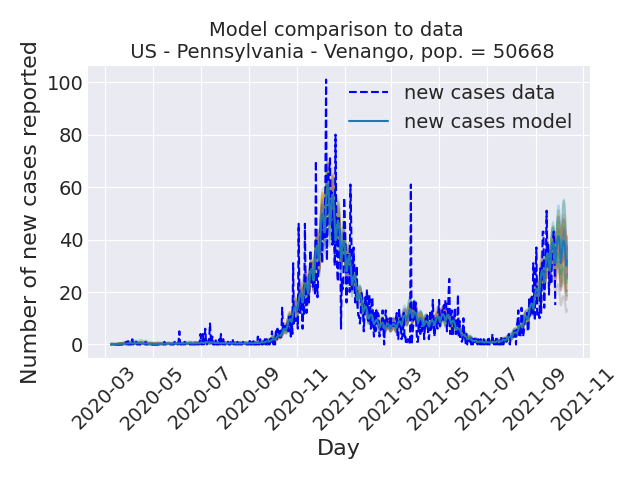 Model comparison to data
US - Pennsylvania - Venango, pop. = 50668
Number of new cases reported
100
80
60
40
20
0
new cases data
new cases model
2020-03
2020-05
2020-07
2020-09
2020-11
2021-01
2021-03
2021-05
2021-07
2021-09
2021-11
Day